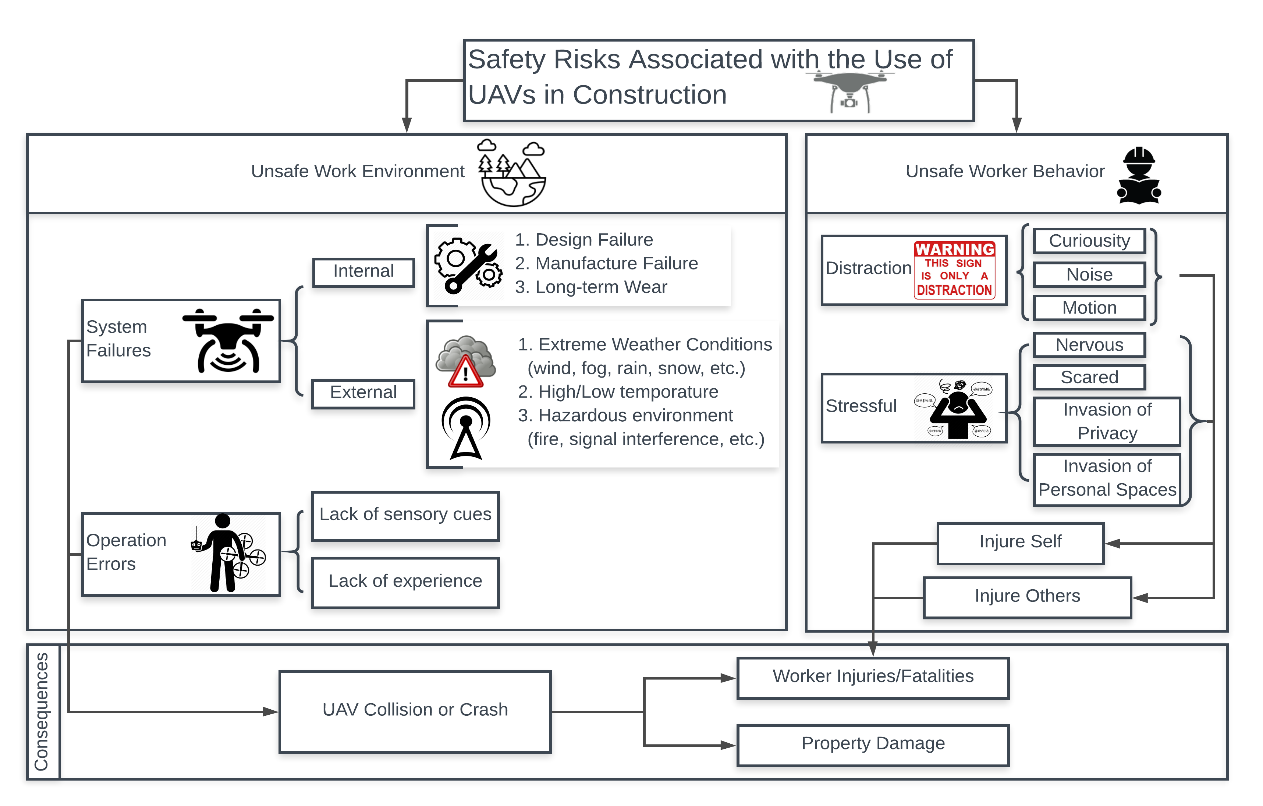 Safety Risks Associated with the Use of
UAVs in Construction
Unsafe Work Environment
Unsafe Worker Behavior
System
Failures
Internal
1. Design Failure
2. Manufacture Failure
3. Long-term Wear
External
1. Extreme Weather Conditions
(wind, fog, rain, snow, etc.)
2. High/Low temperature
3. Hazardous environment
(fire, signal interference, etc.)
Operation
Errors
Lack of sensory cues
Lack of experience
Distraction
WARNING
THIS SIGN
IS ONLY A
DISTRACTION
Curiousity
Noise
Motion
Stressful
Nervous
Scared
Invasion of
Privacy
Invasion of
Personal Spaces
Injure Self
Injure Others
Consequences
UAV Collision or Crash
Worker Injuries/Fatalities
Property Damage